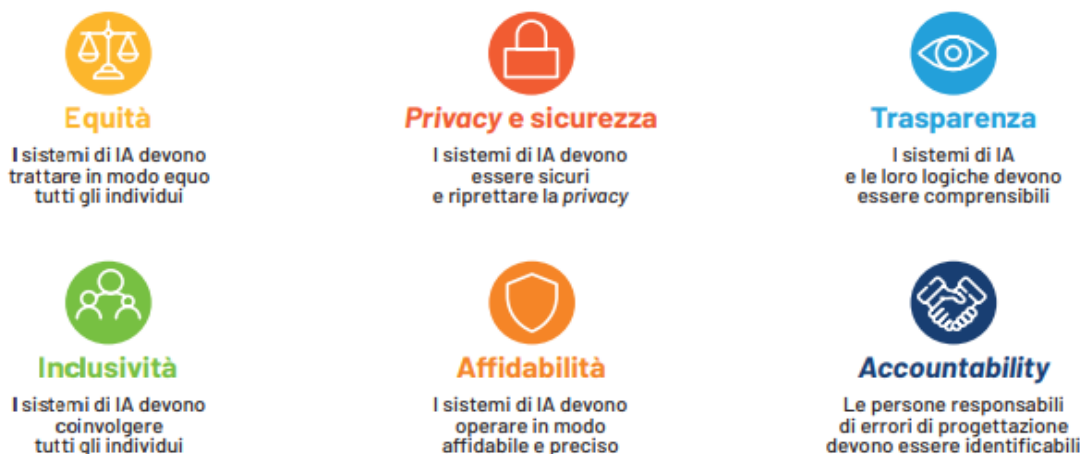 Equità
I sistemi di IA devono
trattare in modo equo
tutti gli individui
Privacy e sicurezza
I sistemi di IA devono
essere sicuri
e riprettare la privacy
Trasparenza
I sistemi di IA
e le loro logiche devono
essere comprensibili
Inclusività
I sistemi di IA devono
coinvolgere
tutti gli individui
Affidabilità
I sistemi di IA devono
operare in modo
affidabile e preciso
Accountability
Le persone responsabili
di errori di progettazione
devono essere identificabili